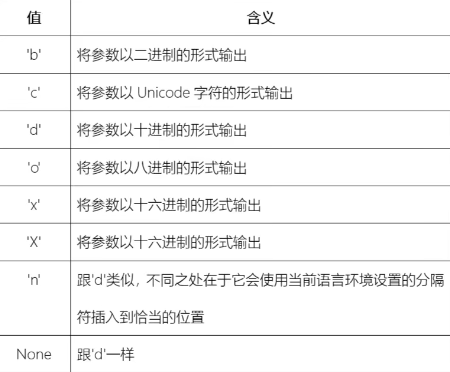 值 含义
'b' 将参数以二进制的形式输出
'c' 将参数以 Unicode 字符的形式输出
'd' 将参数以十进制的形式输出
'o' 将参数以八进制的形式输出
'x' 将参数以十六进制的形式输出
'X' 将参数以十六进制的形式输出
'n' 跟'd'类似，不同之处在于它会使用当前语言环境设置的分隔
符插入到恰当的位置
None 跟'd'一样